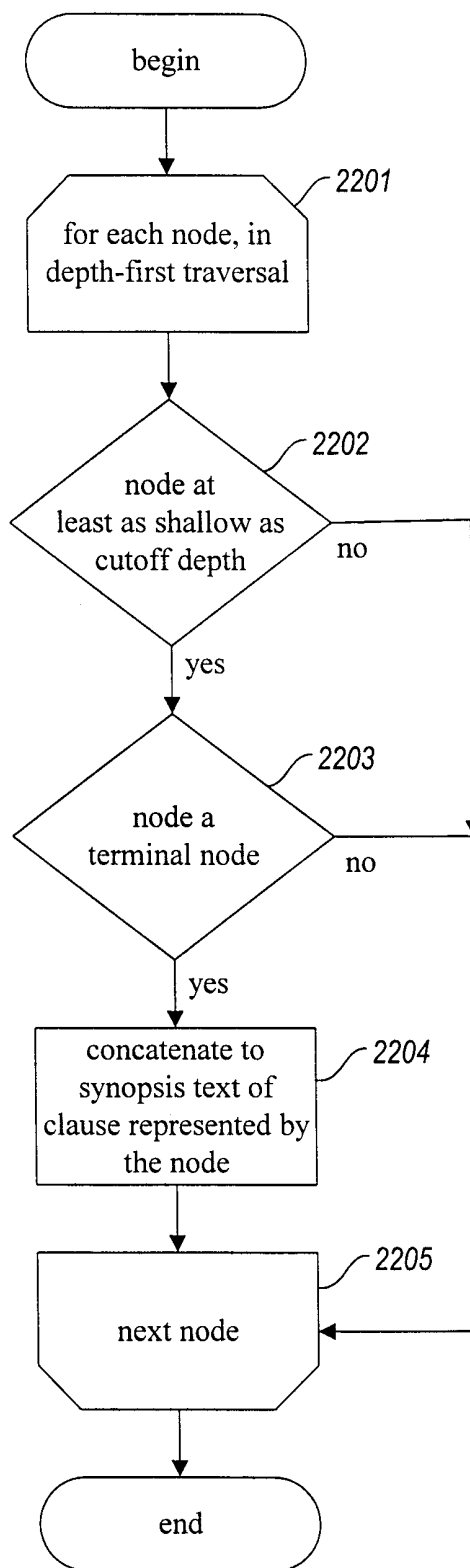 begin
2201
for each node, in
depth-first traversal
2202
node at
least as shallow as
cutoff depth
no
yes
2203
node a
terminal node
no
yes
2204
concatenate to
synopsis text of
clause represented by
the node
2205
next node
end